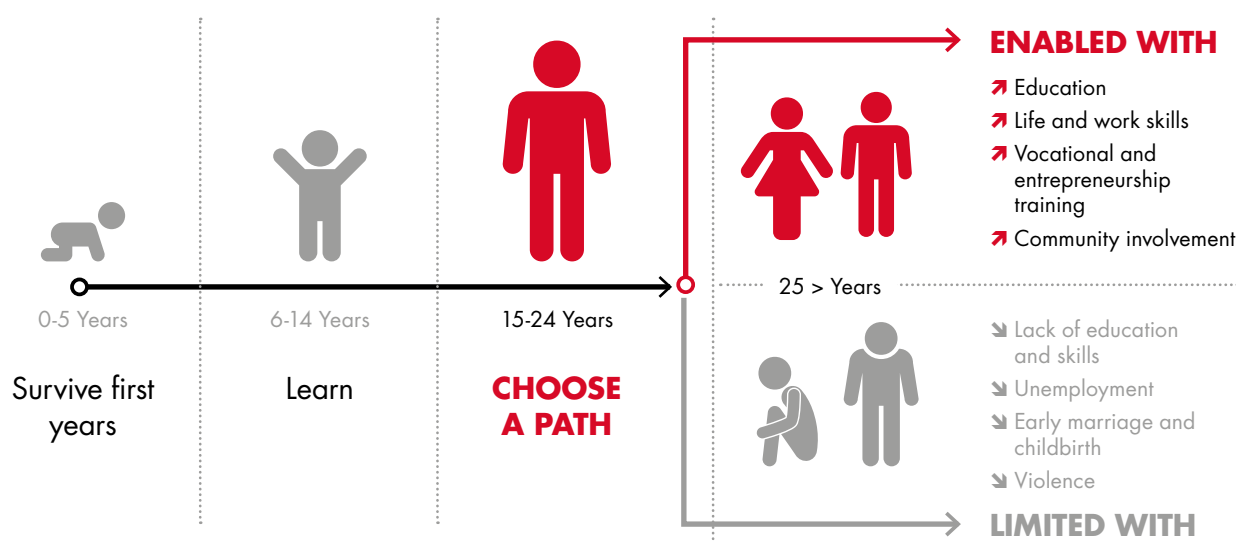 0-5 Years
Survive first
years
6-14 Years
Learn
15-24 Years
CHOOSE
A PATH
25 > Years
ENABLED WITH
Education
Life and work skills
Vocational and
entrepreneurship
training
Community involvement
Lack of education
and skills
Unemployment
Early marriage and
childbirth
Violence
LIMITED WITH